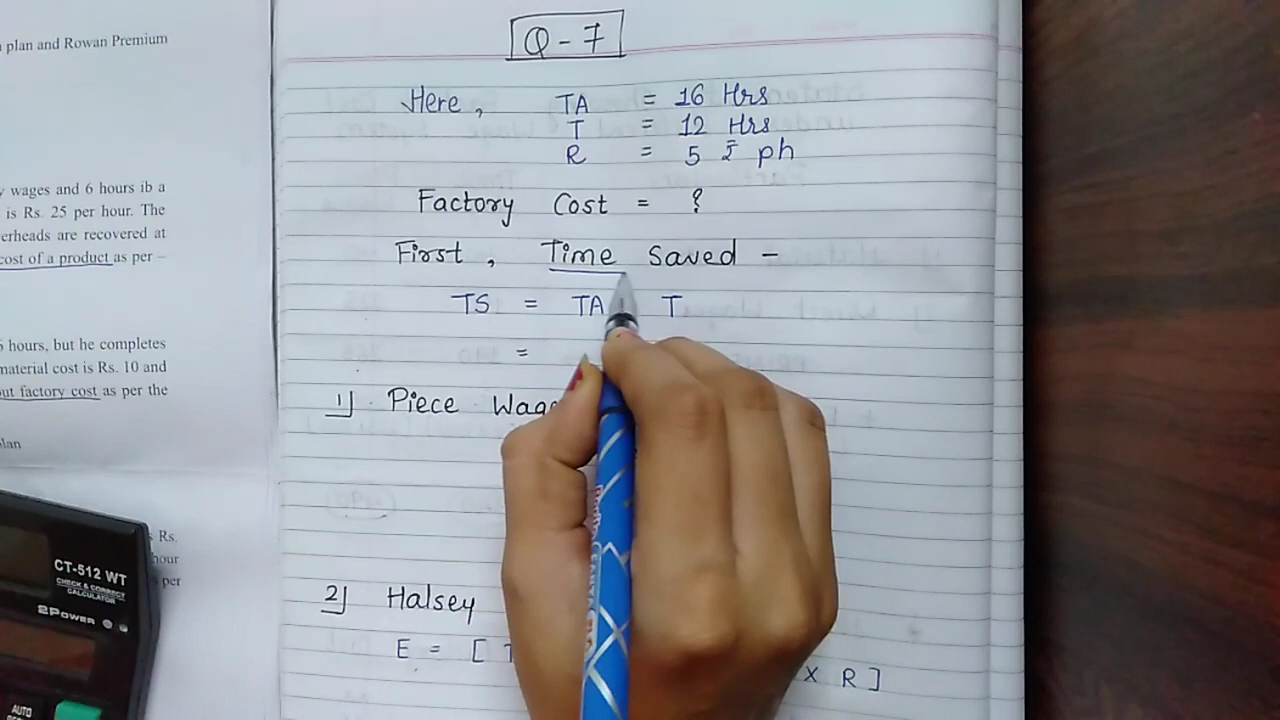 plan and Rowan Premium
wages and 6 hours ib a
is Rs. 25 per hour. The
erheads are recovered at
cost of a product as per –
hours, but he completes
material cost is Rs. 10 and
out factory cost as per the
Rs.
hour
per
CT-512 WT
CHECK & CORRECT
CALCULATOR
2POWER
AUTO
Q - 7
Here, TA = 16 Hrs
T = 12 Hrs
R = 5 ₹ ph
Factory Cost = ?
First, Time Saved -
TS = TA T
=
1] Piece Wage
2] Halsey
E = [ T
X R ]